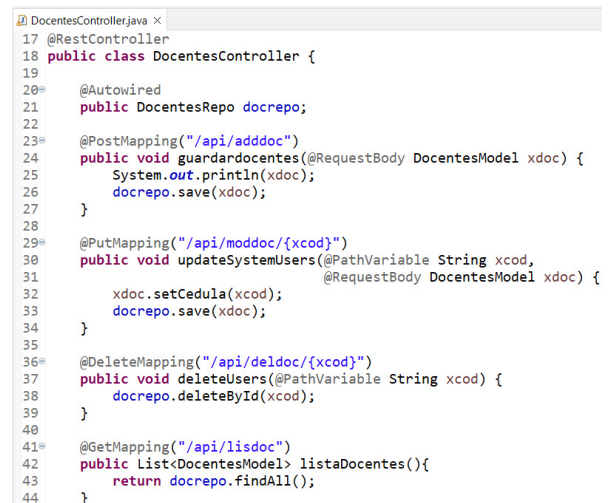 DocentesController.java
17 @RestController
18 public class DocentesController {
19
20 @Autowired
21 public DocentesRepo docrepo;
22
23 @PostMapping("/api/adddoc")
24 public void guardardocentes(@RequestBody DocentesModel xdoc) {
25 System.out.println(xdoc);
26 docrepo.save(xdoc);
27 }
28
29 @PutMapping("/api/moddoc/{xcod}")
30 public void updateSystemUsers(@PathVariable String xcod,
31 @RequestBody DocentesModel xdoc) {
32 xdoc.setCedula(xcod);
33 docrepo.save(xdoc);
34 }
35
36 @DeleteMapping("/api/deldoc/{xcod}")
37 public void deleteUsers(@PathVariable String xcod) {
38 docrepo.deleteById(xcod);
39 }
40
41 @GetMapping("/api/lisdoc")
42 public List<DocentesModel> listaDocentes(){
43 return docrepo.findAll();
44 }